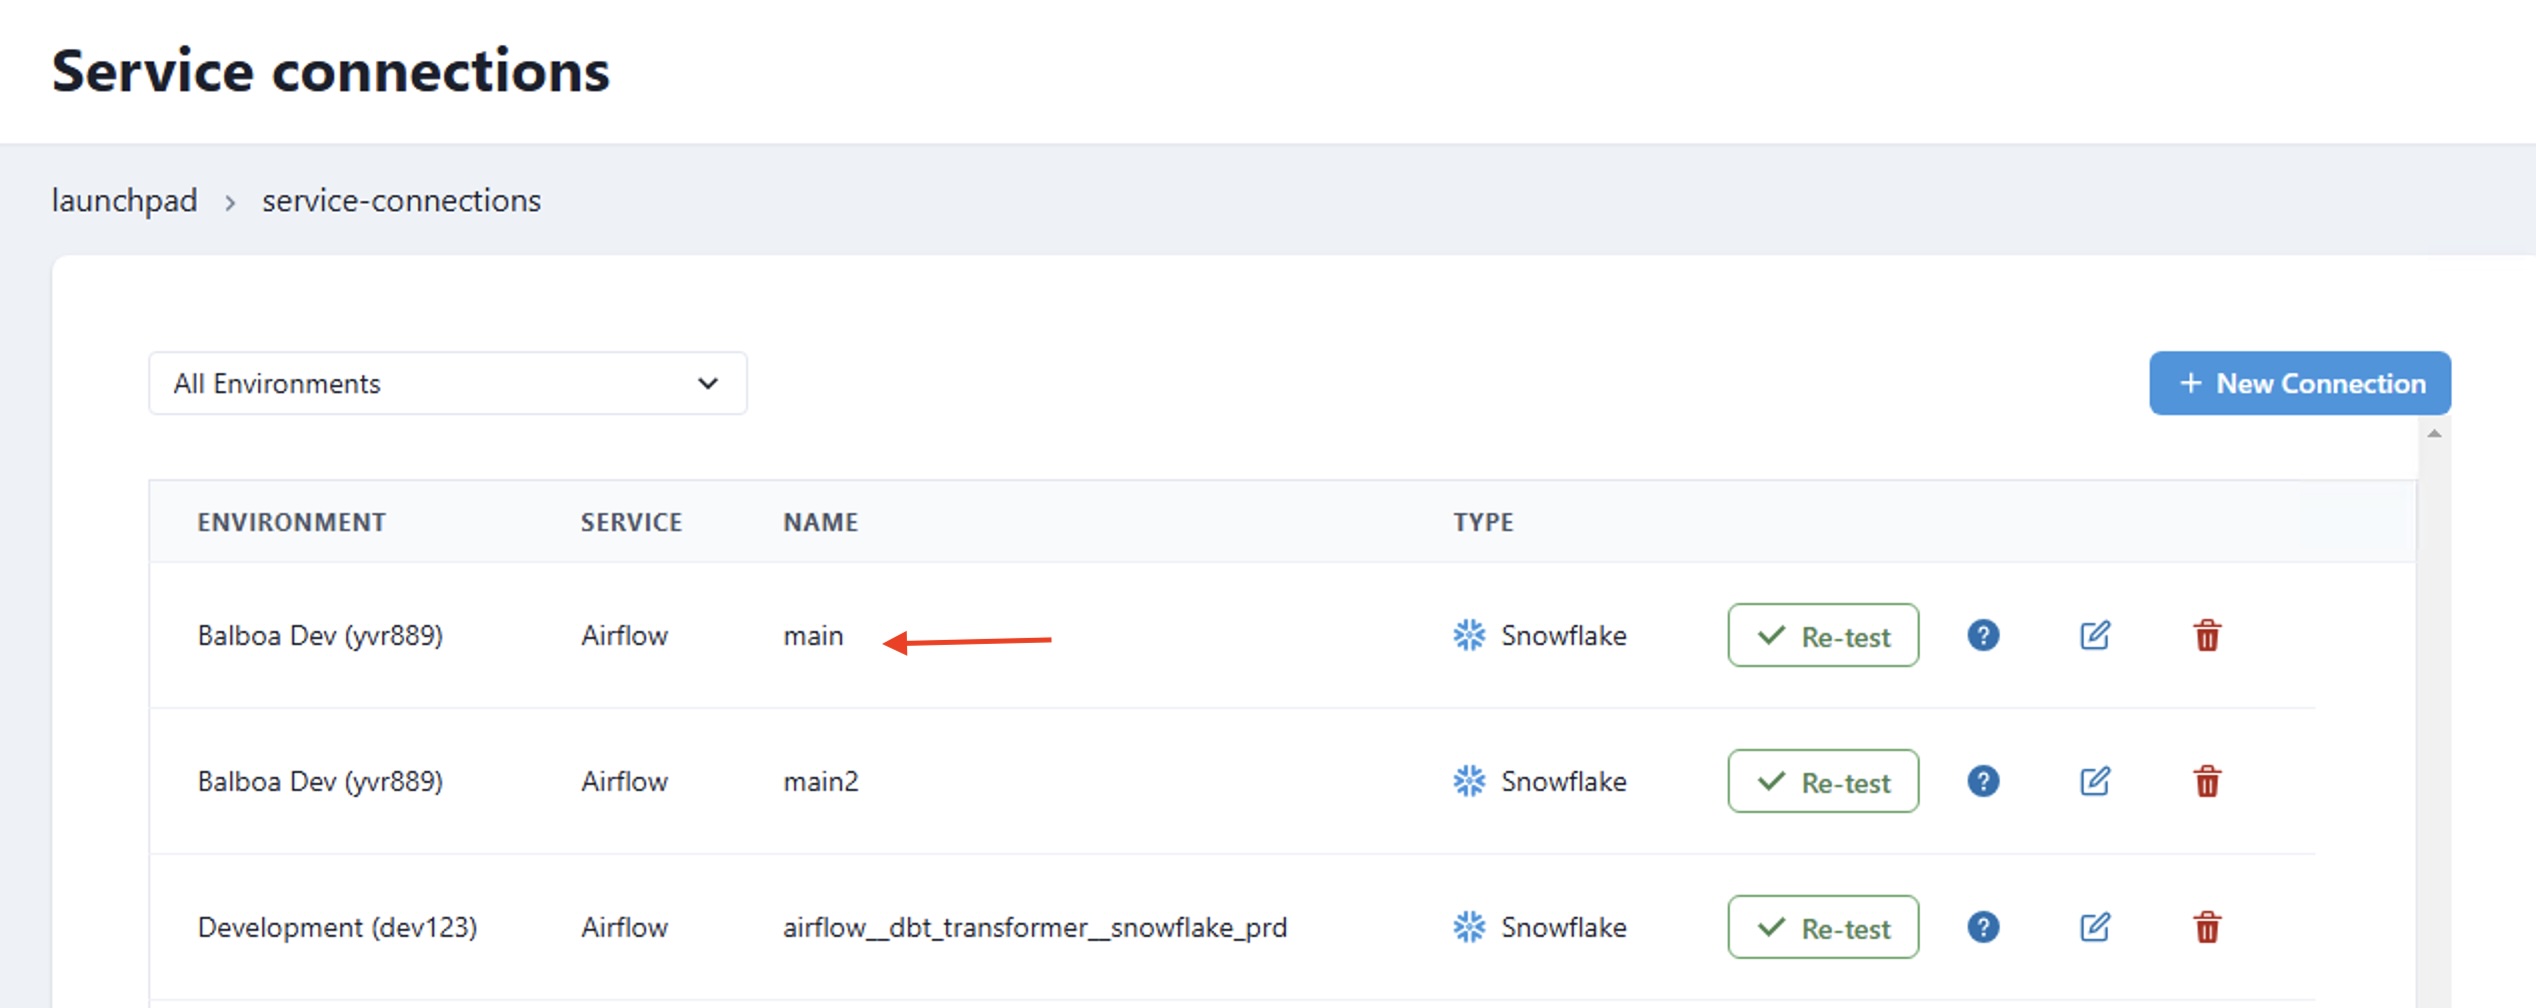 Service connections
launchpad > service-connections
All Environments
+ New Connection
ENVIRONMENT SERVICE NAME TYPE
Balboa Dev (yvr889) Airflow main Snowflake Re-test ?
Balboa Dev (yvr889) Airflow main2 Snowflake Re-test ?
Development (dev123) Airflow airflow__dbt_transformer__snowflake_prd Snowflake Re-test ?